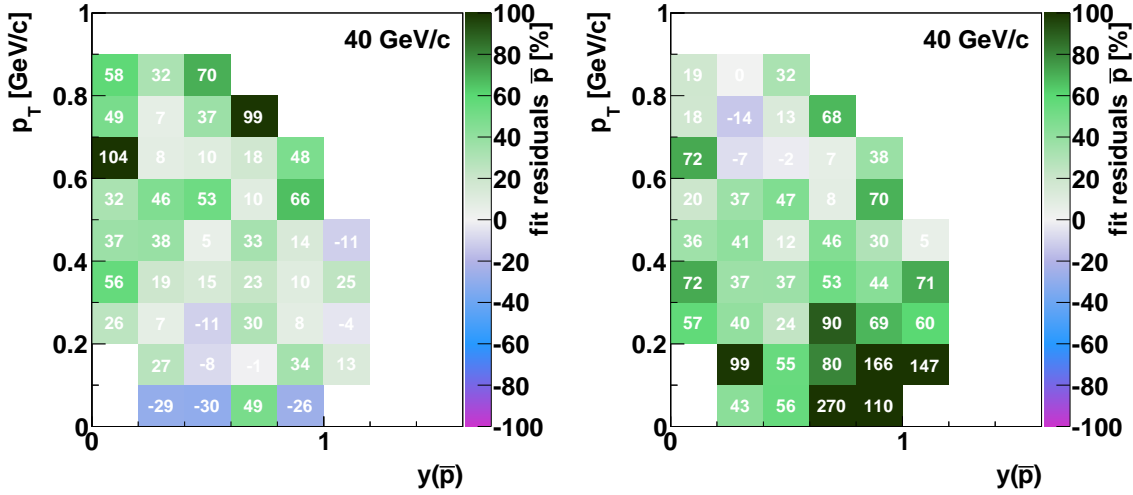 p_T [GeV/c]
40 GeV/c
1
0.8
0.6
0.4
0.2
0
58 32 70
49 7 37 99
104 8 10 18 48
32 46 53 10 66
37 38 5 33 14 -11
56 19 15 23 10 25
26 7 -11 30 8 -4
27 -8 -1 34 13
-29 -30 49 -26
0 1
y(p̅)
100
80
60
40
20
0
-20
-40
-60
-80
-100
fit residuals p̅ [%]
p_T [GeV/c]
40 GeV/c
1
0.8
0.6
0.4
0.2
0
19 0 32
18 -14 13 68
72 -7 -2 7 38
20 37 47 8 70
36 41 12 46 30 5
72 37 37 53 44 71
57 40 24 90 69 60
99 55 80 166 147
43 56 270 110
0 1
y(p̅)
100
80
60
40
20
0
-20
-40
-60
-80
-100
fit residuals p̅ [%]